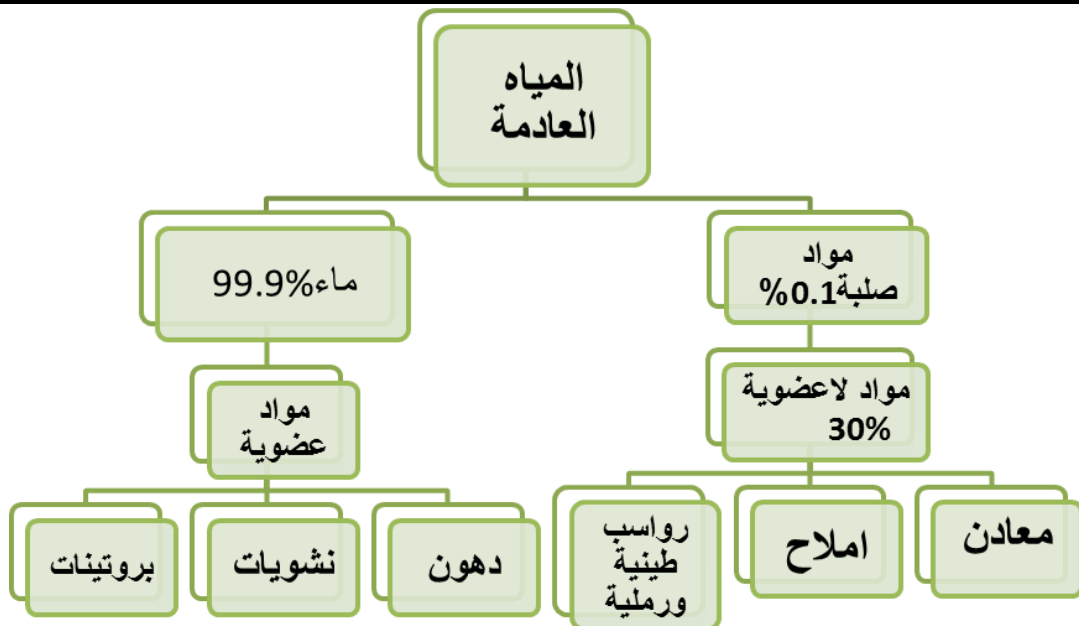 المياه
العادمة
مواد
صلبة0.1%
ماء99.9%
مواد لاعضوية
30%
مواد
عضوية
معادن
املاح
رواسب
طينية
ورملية
دهون
نشويات
بروتينات